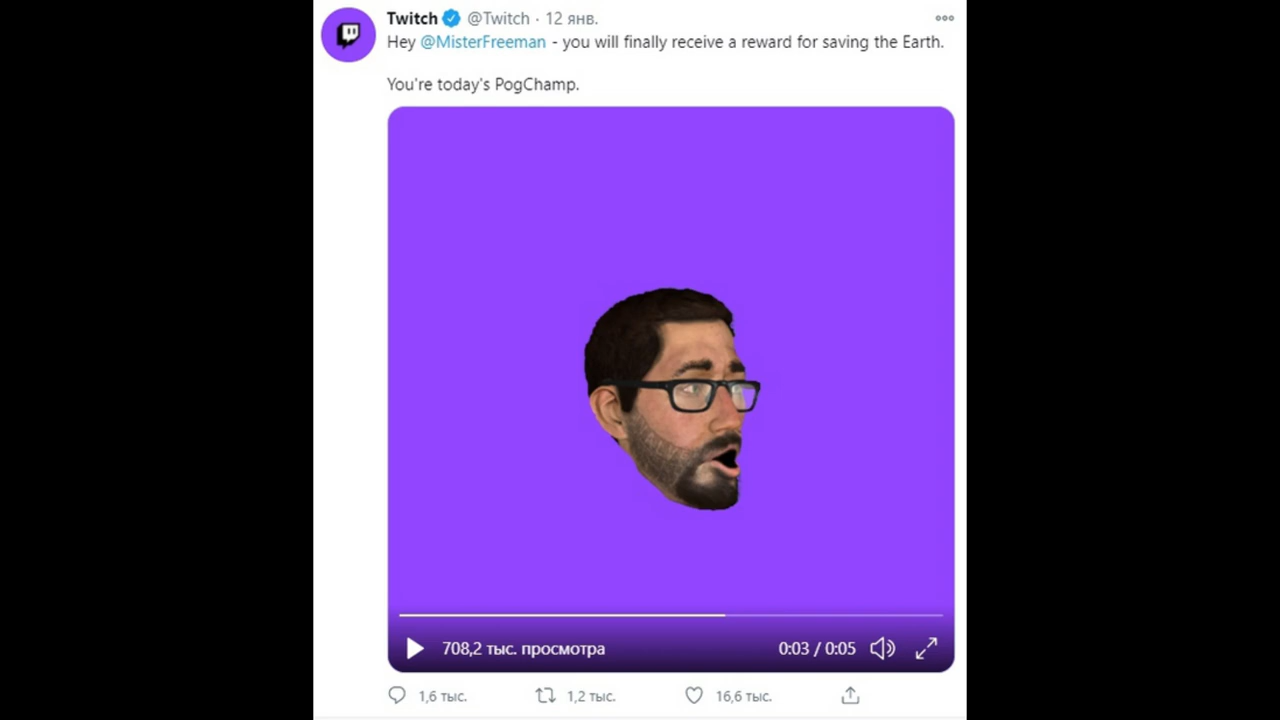 Twitch @Twitch · 12 янв.
Hey @MisterFreeman - you will finally receive a reward for saving the Earth.
You're today's PogChamp.
708,2 тыс. просмотра 0:03 / 0:05
1,6 тыс. 1,2 тыс. 16,6 тыс.